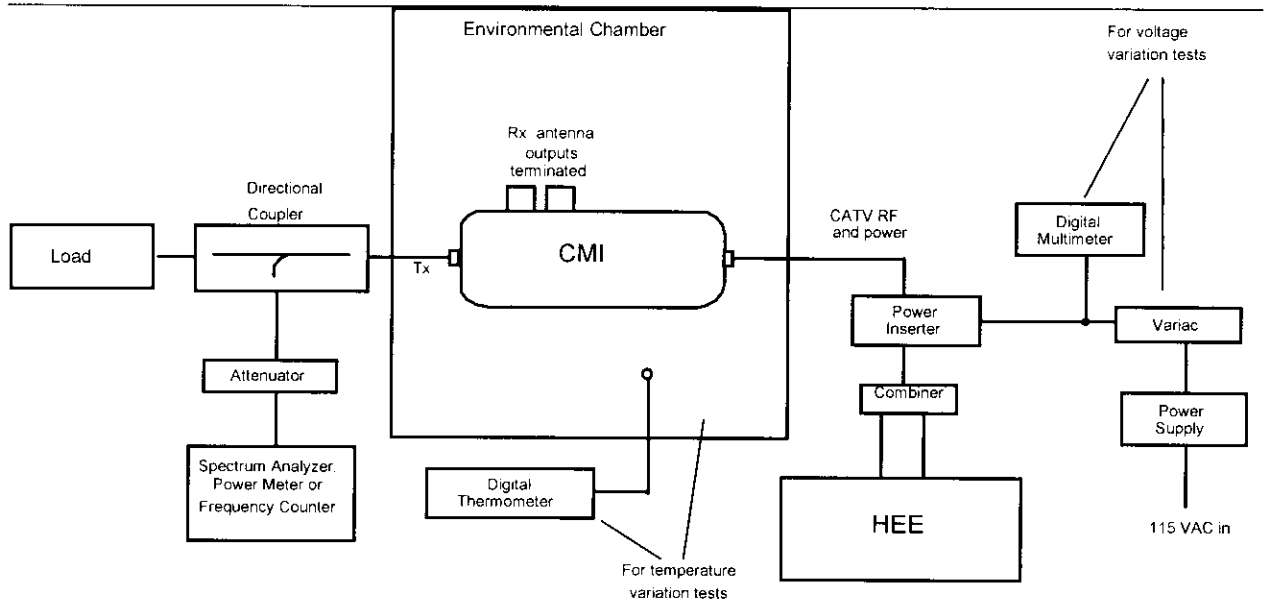 Environmental Chamber
For voltage
variation tests
Rx antenna
outputs
terminated
Directional
Coupler
Load
Tx
CMI
CATV RF
and power
Digital
Multimeter
Power
Inserter
Variac
Attenuator
Combiner
Power
Supply
Spectrum Analyzer,
Power Meter or
Frequency Counter
Digital
Thermometer
HEE
115 VAC in
For temperature
variation tests